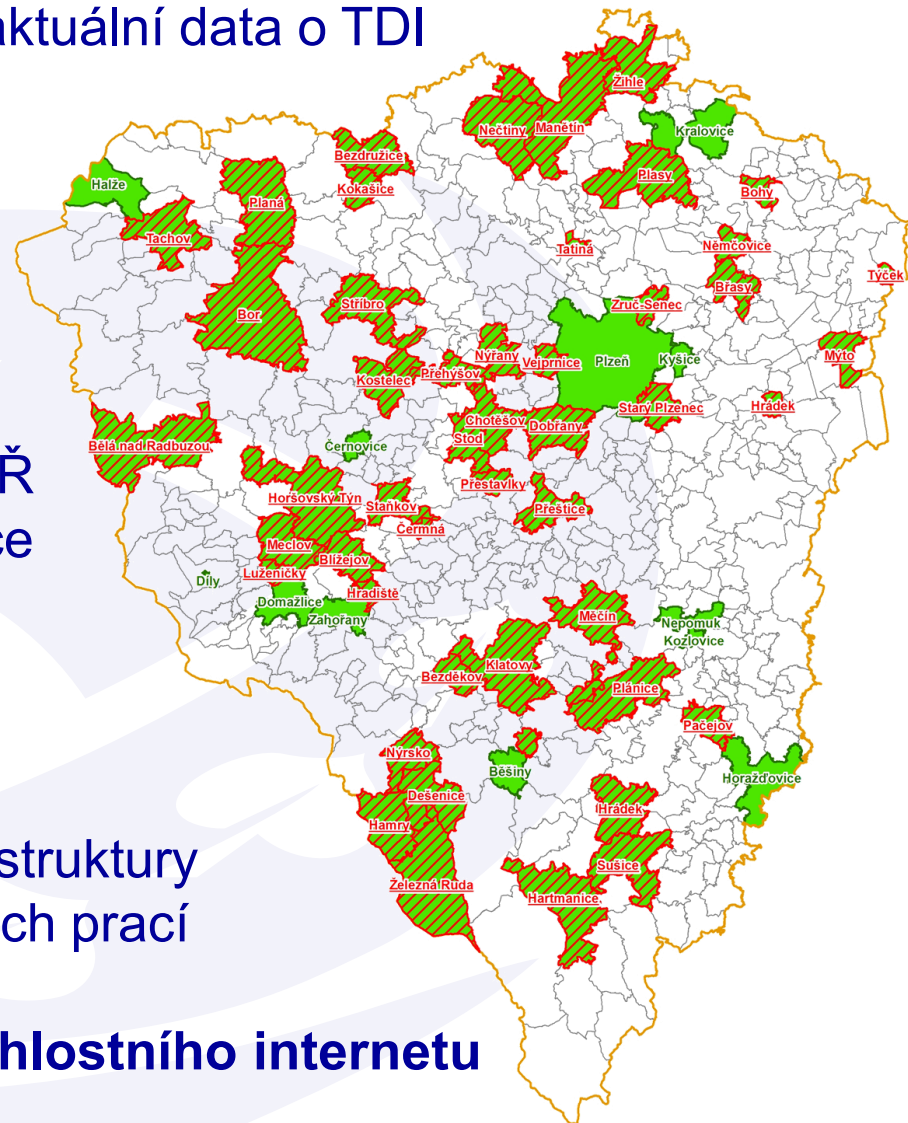 aktuální data o TDI
Žihle
Nečtiny
Manětín
Kralovice
Bezdružice
Plasy
Halže
Kokašice
Bohy
Planá
Tachov
Tatiná
Němčovice
Týček
Břasy
Stříbro
Zruč-Senec
Bor
Nýřany
Vejprnice
Plzeň
Kyšice
Mýto
Přehýšov
Kostelec
Stary Plzenec
Hrádek
Chotěšov
Dobřany
Stod
Bělá nad Radbuzou
Černovice
Ř
Přestavlky
Horšovský Týn
Staňkov
Přeštice
ce
Čermná
Meclov
Blížejov
Luženičky
Díly
Hradiště
Domažlice
Zahořany
Měčín
Nepomuk
Kozlovice
Klatovy
Bezděkov
Plánice
Pačejov
Nýrsko
Běšiny
Horažďovice
Dešenice
Hrádek
Hamry
struktury
Sušice
Železná Ruda
Hartmanice
ch prací
hlostního internetu